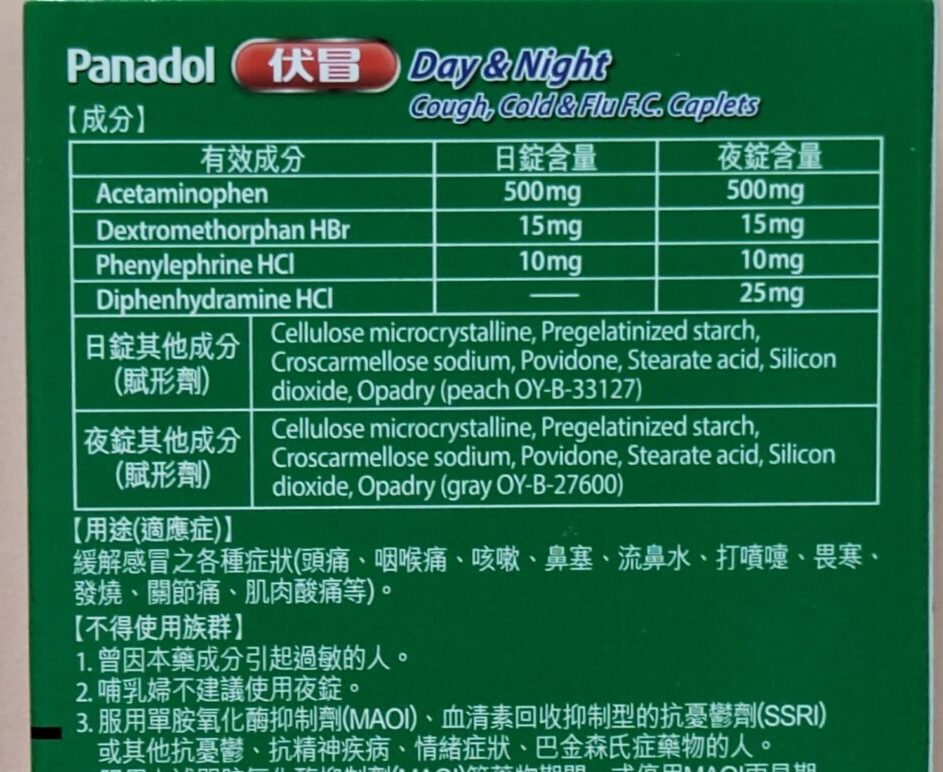 Panadol 伏冒 Day & Night
Cough, Cold & Flu F.C. Caplets
【成分】
有效成分 日錠含量 夜錠含量
Acetaminophen 500mg 500mg
Dextromethorphan HBr 15mg 15mg
Phenylephrine HCl 10mg 10mg
Diphenhydramine HCl —— 25mg
日錠其他成分
(賦形劑)
Cellulose microcrystalline, Pregelatinized starch,
Croscarmellose sodium, Povidone, Stearate acid, Silicon
dioxide, Opadry (peach OY-B-33127)
夜錠其他成分
(賦形劑)
Cellulose microcrystalline, Pregelatinized starch,
Croscarmellose sodium, Povidone, Stearate acid, Silicon
dioxide, Opadry (gray OY-B-27600)
【用途(適應症)】
緩解感冒之各種症狀(頭痛、咽喉痛、咳嗽、鼻塞、流鼻水、打噴嚏、畏寒、
發燒、關節痛、肌肉酸痛等)。
【不得使用族群】
1. 曾因本藥成分引起過敏的人。
2. 哺乳婦不建議使用夜錠。
3. 服用單胺氧化酶抑制劑(MAOI)、血清素回收抑制型的抗憂鬱劑(SSRI)
或其他抗憂鬱、抗精神疾病、情緒症狀、巴金森氏症藥物的人。